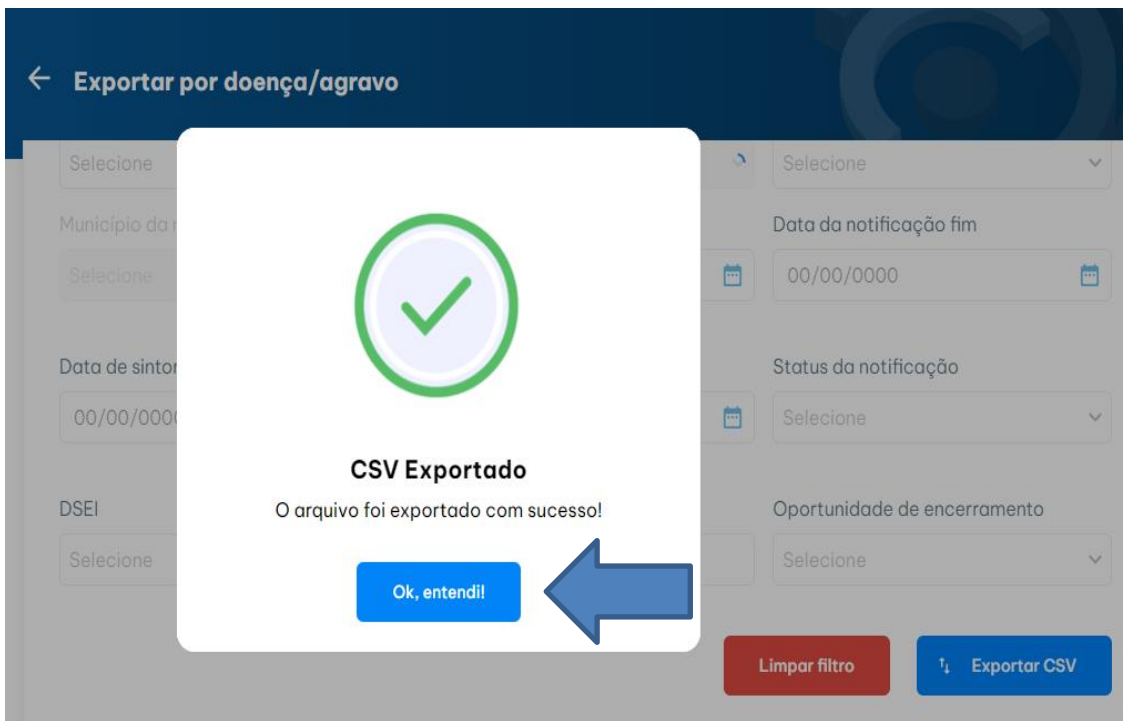 Exportar por doença/agravo
Selecione
Selecione
Município da
Data da notificação fim
Selecione
00/00/0000
Data de sinto
Status da notificação
00/00/0000
Selecione
CSV Exportado
DSEI
O arquivo foi exportado com sucesso!
Oportunidade de encerramento
Selecione
Selecione
Ok, entendi!
Limpar filtro
Exportar CSV